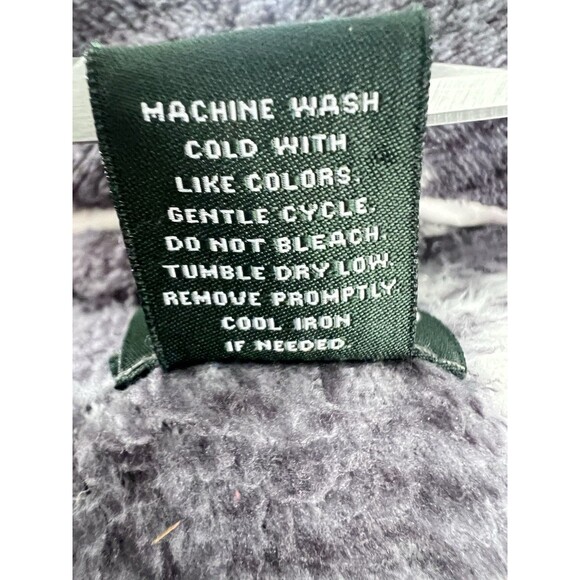 MACHINE WASH
COLD WITH
LIKE COLORS.
GENTLE CYCLE.
DO NOT BLEACH.
TUMBLE DRY LOW.
REMOVE PROMPTLY.
COOL IRON
IF NEEDED.